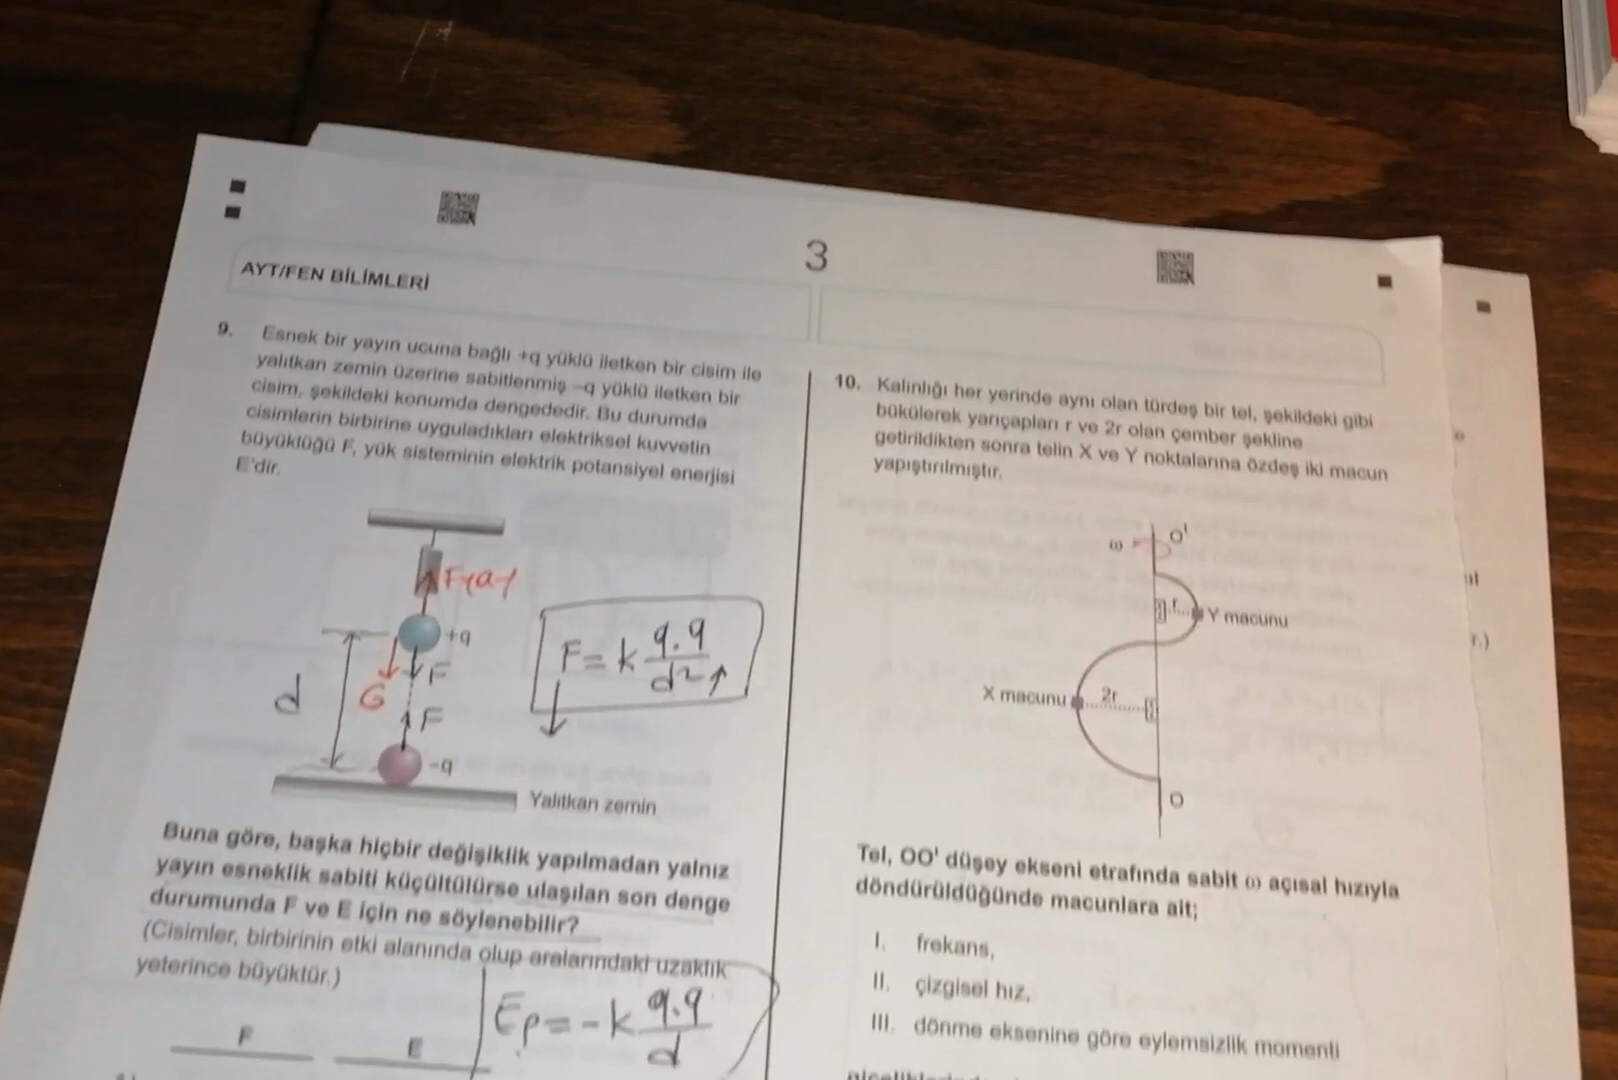 3
AYT/FEN BİLİMLERİ
9. Esnek bir yayın ucuna bağlı +q yüklü iletken bir cisim ile
yalıtkan zemin üzerine sabitlenmiş -q yüklü iletken bir
cisim, şekildeki konumda dengededir. Bu durumda
cisimlerin birbirine uyguladıkları elektriksel kuvvetin
büyüklüğü F, yük sisteminin elektrik potansiyel enerjisi
E'dir.
Fyay
+q
F
G
d
F
-q
F = k q.q / d²
Yalıtkan zemin
Buna göre, başka hiçbir değişiklik yapılmadan yalnız
yayın esneklik sabiti küçültülürse ulaşılan son denge
durumunda F ve E için ne söylenebilir?
(Cisimler, birbirinin etki alanında olup aralarındaki uzaklık
yeterince büyüktür.)
Ep = -k q.q / d
F E
10. Kalınlığı her yerinde aynı olan türdeş bir tel, şekildeki gibi
bükülerek yarıçapları r ve 2r olan çember şekline
getirildikten sonra telin X ve Y noktalarına özdeş iki macun
yapıştırılmıştır.
ω O'
r Y macunu
X macunu 2r
O
Tel, OO' düşey ekseni etrafında sabit ω açısal hızıyla
döndürüldüğünde macunlara ait;
I. frekans,
II. çizgisel hız,
III. dönme eksenine göre eylemsizlik momenti